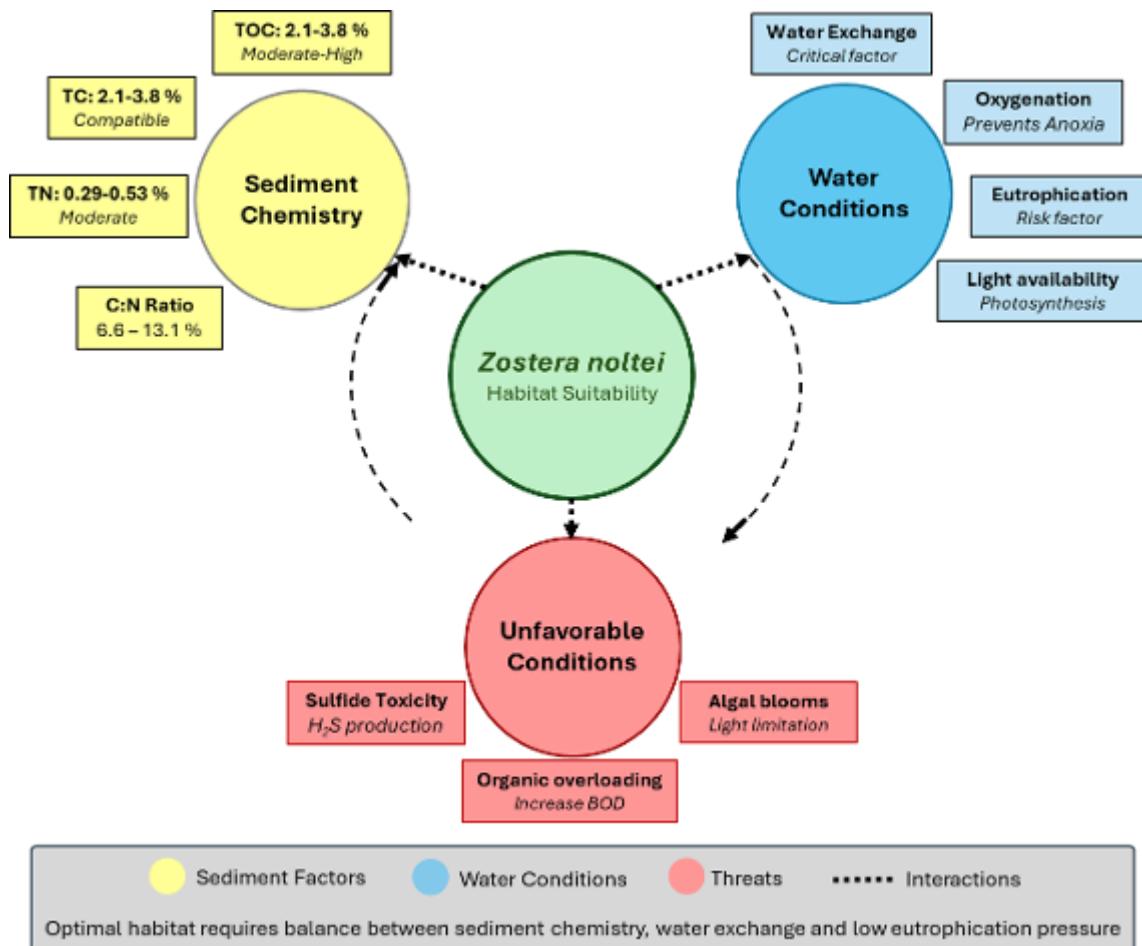 TOC: 2.1-3.8 %
Moderate-High
TC: 2.1-3.8 %
Compatible
TN: 0.29-0.53 %
Moderate
C:N Ratio
6.6 – 13.1 %
Sediment
Chemistry
Water Exchange
Critical factor
Oxygenation
Prevents Anoxia
Eutrophication
Risk factor
Light availability
Photosynthesis
Water
Conditions
Zostera noltei
Habitat Suitability
Unfavorable
Conditions
Sulfide Toxicity
H₂S production
Organic overloading
Increase BOD
Algal blooms
Light limitation
Sediment Factors
Water Conditions
Threats
Interactions
Optimal habitat requires balance between sediment chemistry, water exchange and low eutrophication pressure